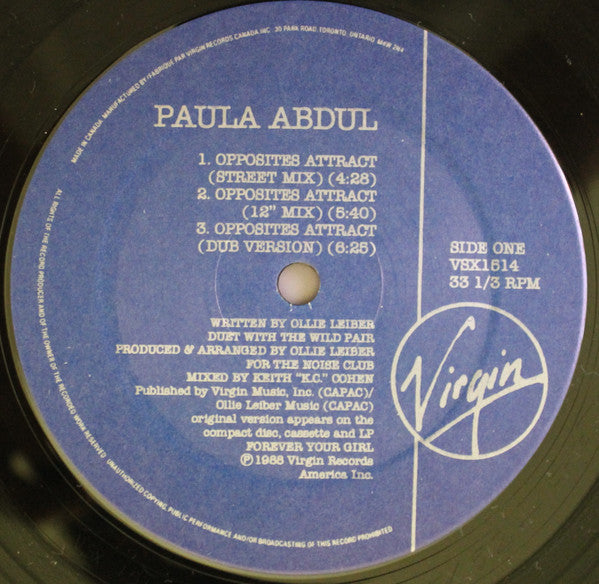 MADE IN CANADA. MANUFACTURED BY/FABRIQUE PAR VIRGIN RECORDS CANADA INC. 30 PARK ROAD, TORONTO, ONTARIO M4W 2N4
PAULA ABDUL
1. OPPOSITES ATTRACT
(STREET MIX) (4:28)
2. OPPOSITES ATTRACT
(12" MIX) (5:40)
3. OPPOSITES ATTRACT
(DUB VERSION) (6:25)
SIDE ONE
VSX1514
33 1/3 RPM
WRITTEN BY OLLIE LEIBER
DUET WITH THE WILD PAIR
PRODUCED & ARRANGED BY OLLIE LEIBER
FOR THE NOISE CLUB
MIXED BY KEITH "K.C." COHEN
Published by Virgin Music, Inc. (CAPAC)/
Ollie Leiber Music (CAPAC)
original version appears on the
compact disc, cassette and LP
FOREVER YOUR GIRL
℗1988 Virgin Records
America Inc.
Virgin
ALL RIGHTS OF THE RECORD PRODUCER AND OF THE OWNER OF THE RECORDED WORK RESERVED. UNAUTHORIZED COPYING, PUBLIC PERFORMANCE AND/OR BROADCASTING OF THIS RECORD PROHIBITED